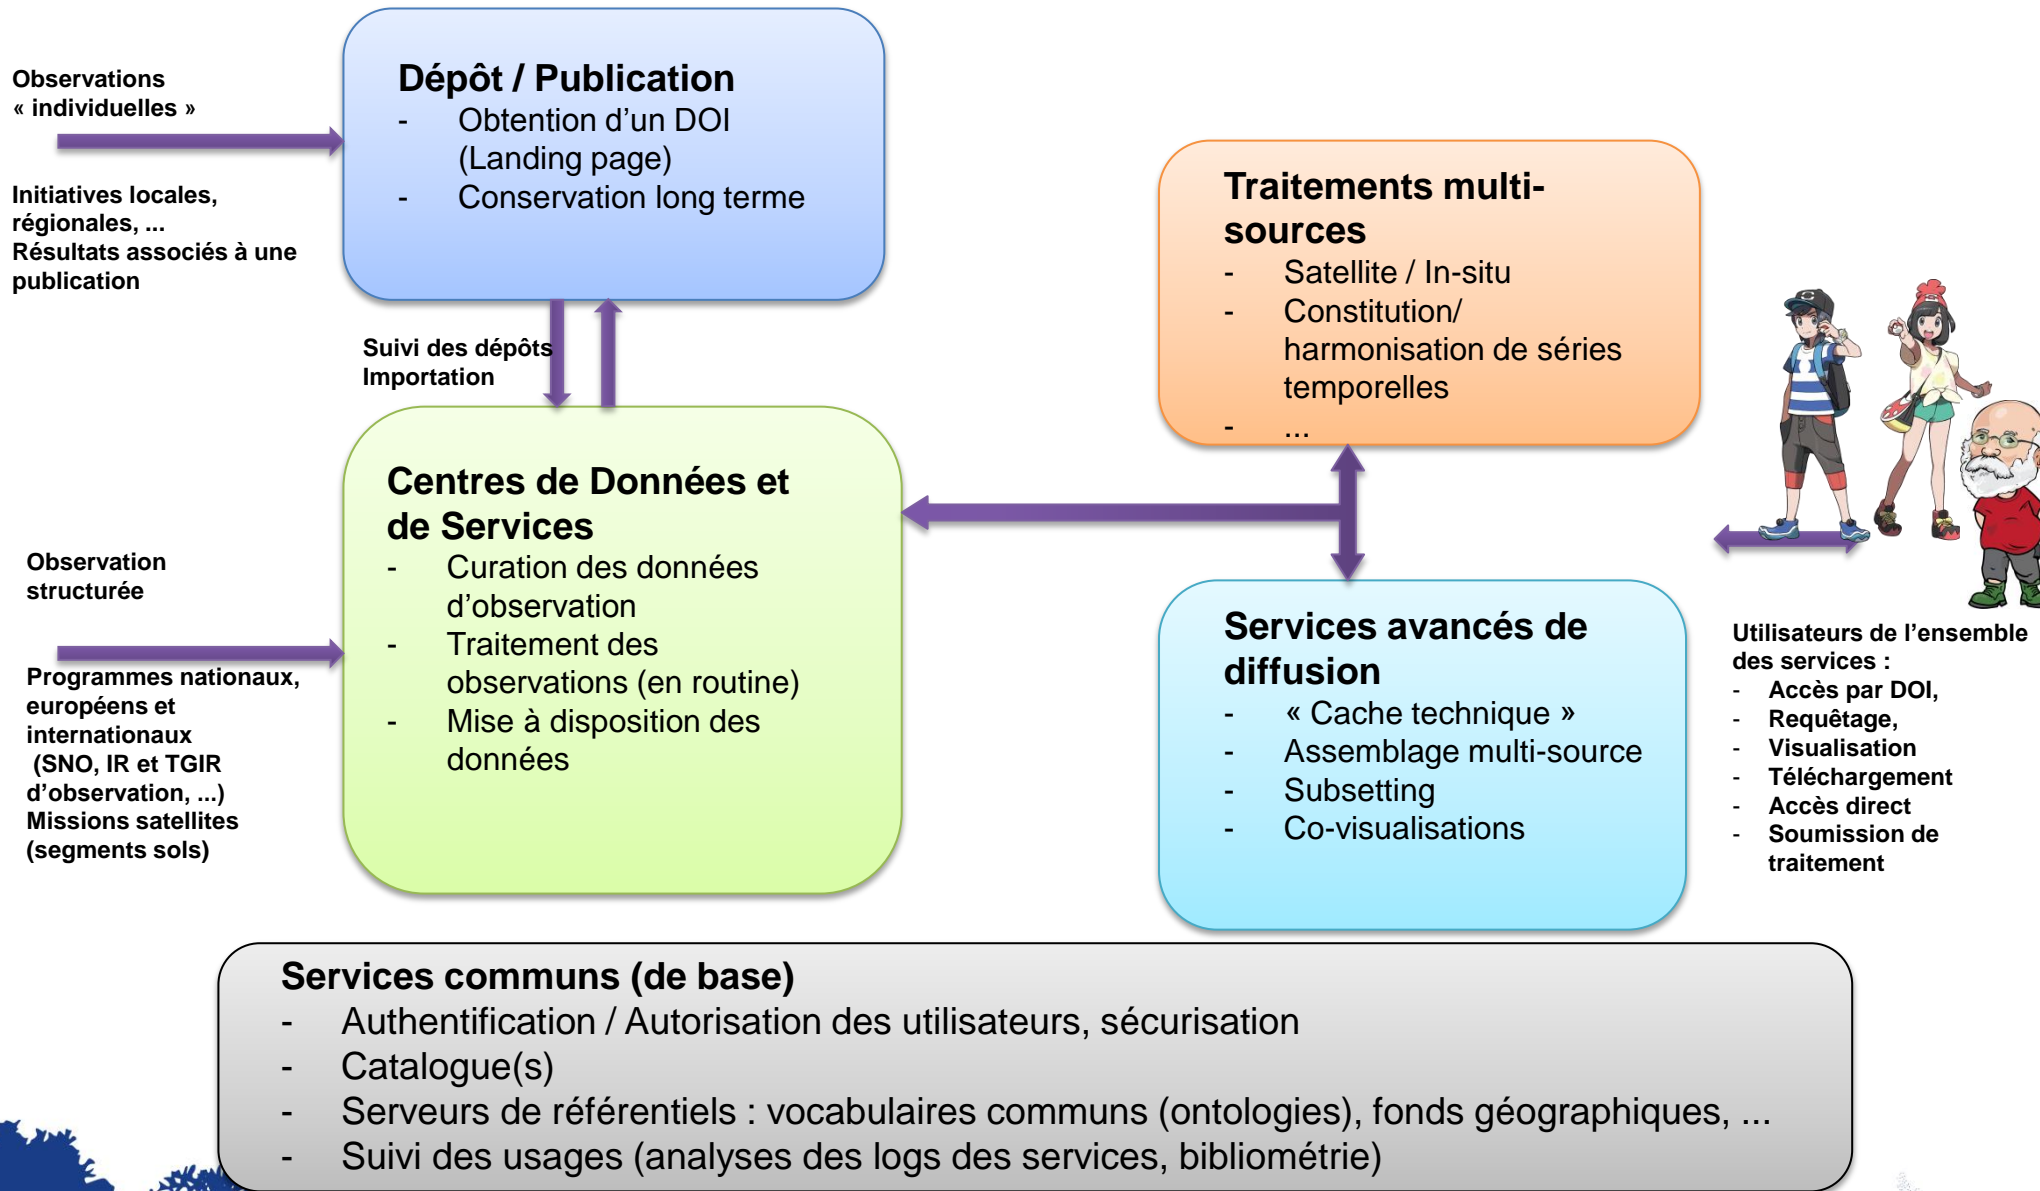 Observations
« individuelles »
Initiatives locales,
régionales, ...
Résultats associés à une
publication
Dépôt / Publication
- Obtention d’un DOI
(Landing page)
- Conservation long terme
Suivi des dépôts
Importation
Observation
structurée
Programmes nationaux,
européens et
internationaux
(SNO, IR et TGIR
d’observation, ...)
Missions satellites
(segments sols)
Centres de Données et
de Services
- Curation des données
d’observation
- Traitement des
observations (en routine)
- Mise à disposition des
données
Traitements multi-
sources
- Satellite / In-situ
- Constitution/
harmonisation de séries
temporelles
- ...
Services avancés de
diffusion
- « Cache technique »
- Assemblage multi-source
- Subsetting
- Co-visualisations
Utilisateurs de l’ensemble
des services :
- Accès par DOI,
- Requêtage,
- Visualisation
- Téléchargement
- Accès direct
- Soumission de
traitement
Services communs (de base)
- Authentification / Autorisation des utilisateurs, sécurisation
- Catalogue(s)
- Serveurs de référentiels : vocabulaires communs (ontologies), fonds géographiques, ...
- Suivi des usages (analyses des logs des services, bibliométrie)